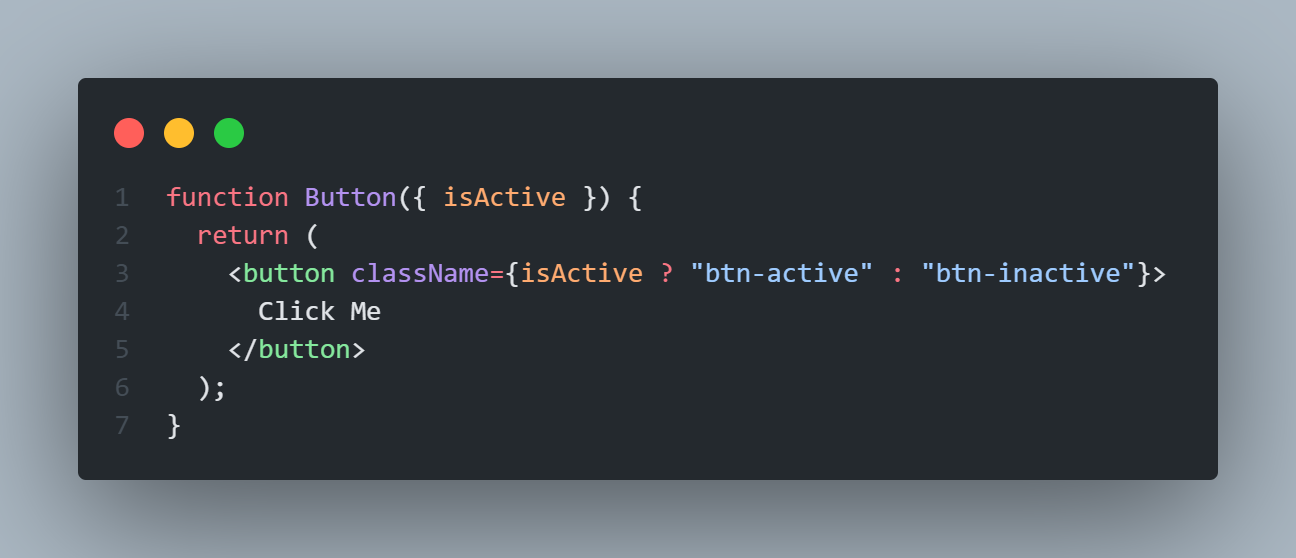 1 function Button({ isActive }) {
2   return (
3     <button className={isActive ? "btn-active" : "btn-inactive"}>
4       Click Me
5     </button>
6   );
7 }